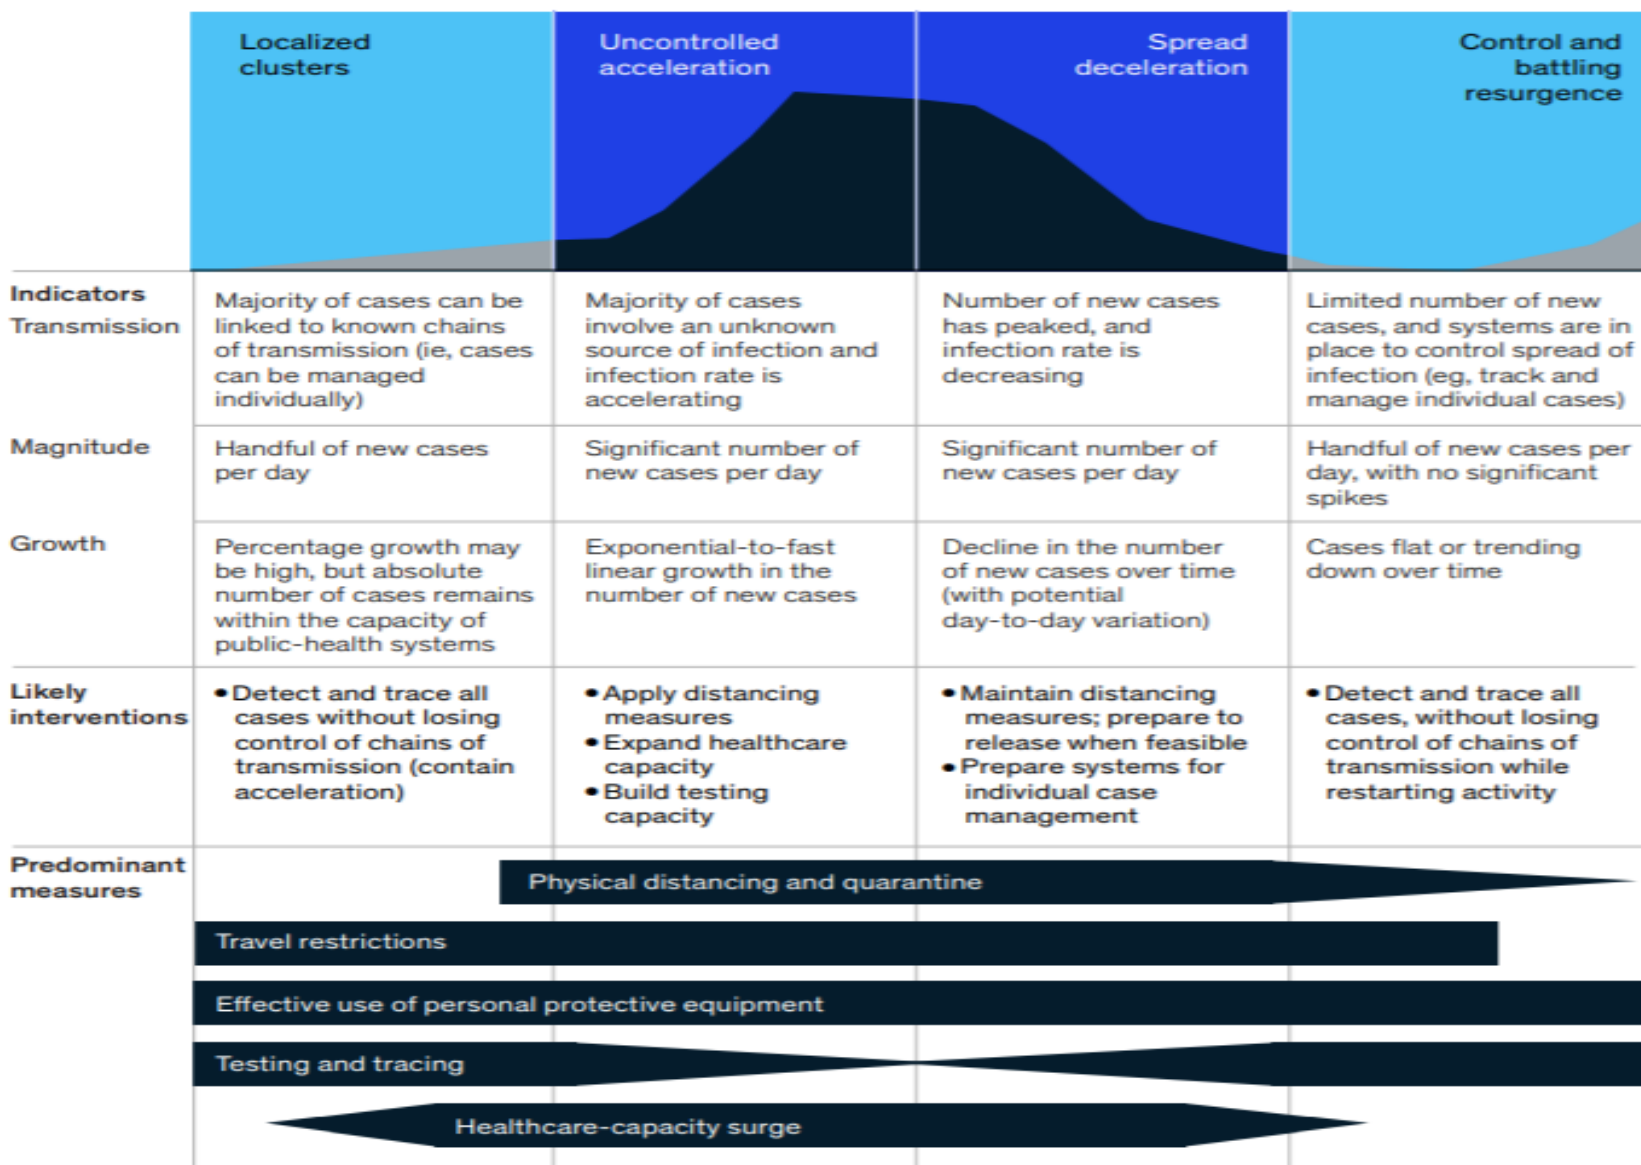 Localized
clusters
Uncontrolled
acceleration
Spread
deceleration
Control and
battling
resurgence
Indicators
Transmission
Majority of cases can be
linked to known chains
of transmission (ie, cases
can be managed
individually)
Majority of cases
involve an unknown
source of infection and
infection rate is
accelerating
Number of new cases
has peaked, and
infection rate is
decreasing
Limited number of new
cases, and systems are in
place to control spread of
infection (eg, track and
manage individual cases)
Magnitude
Handful of new cases
per day
Significant number of
new cases per day
Significant number of
new cases per day
Handful of new cases per
day, with no significant
spikes
Growth
Percentage growth may
be high, but absolute
number of cases remains
within the capacity of
public-health systems
Exponential-to-fast
linear growth in the
number of new cases
Decline in the number
of new cases over time
(with potential
day-to-day variation)
Cases flat or trending
down over time
Likely
interventions
• Detect and trace all
cases without losing
control of chains of
transmission (contain
acceleration)
• Apply distancing
measures
• Expand healthcare
capacity
• Build testing
capacity
• Maintain distancing
measures; prepare to
release when feasible
• Prepare systems for
individual case
management
• Detect and trace all
cases, without losing
control of chains of
transmission while
restarting activity
Predominant
measures
Physical distancing and quarantine
Travel restrictions
Effective use of personal protective equipment
Testing and tracing
Healthcare-capacity surge